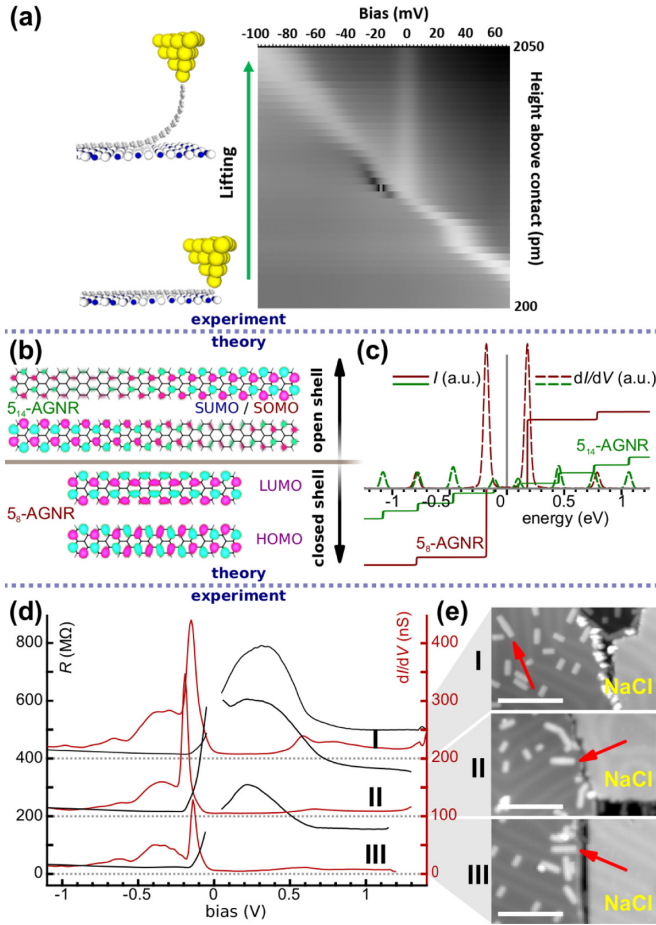 (a)
Bias (mV)
-100 -80 -60 -40 -20 0 20 40 60
2050
Lifting
Height above contact (pm)
200
experiment
theory
(b)
5₁₄-AGNR
SUMO / SOMO
open shell
closed shell
LUMO
5₈-AGNR
HOMO
(c)
I (a.u.)
dI/dV (a.u.)
5₁₄-AGNR
-1 -0.5 0 0.5 1
energy (eV)
5₈-AGNR
theory
experiment
(d)
R (MΩ)
dI/dV (nS)
800
600
400
200
0
400
300
200
100
0
I
II
III
-1 -0.5 0 0.5 1
bias (V)
(e)
I
NaCl
II
NaCl
III
NaCl